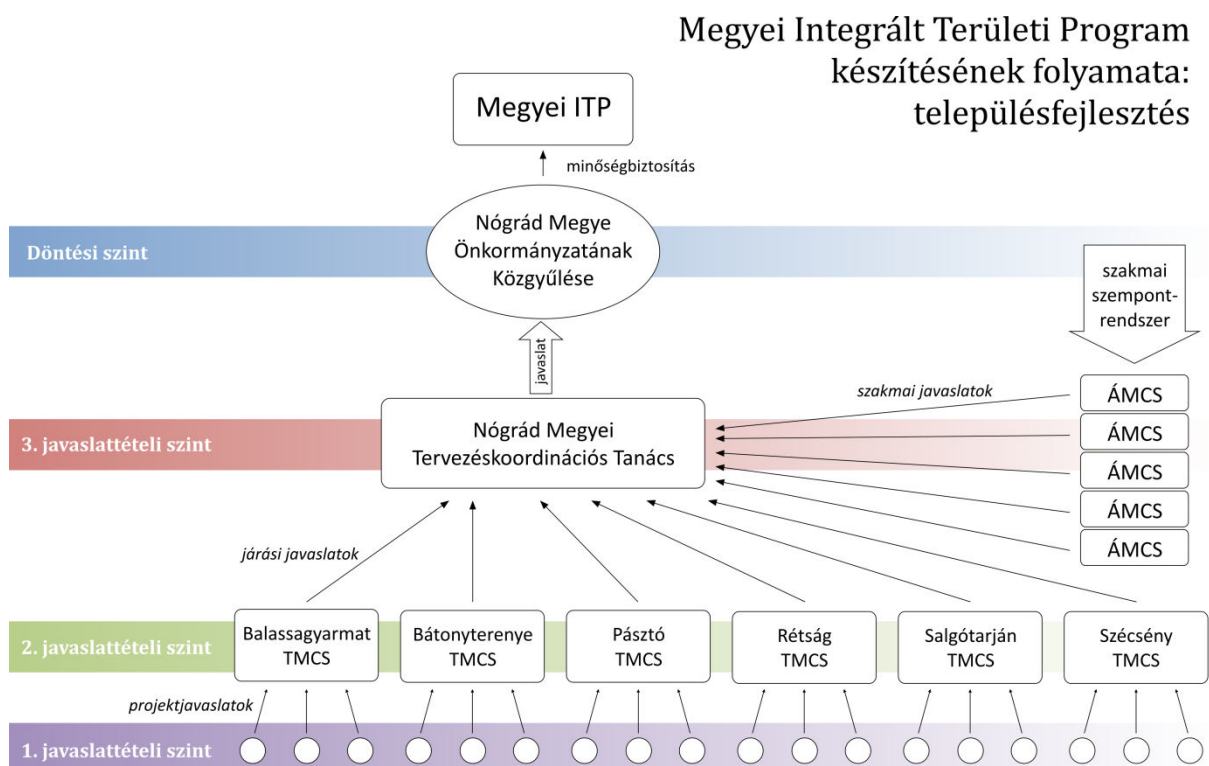 Megyei Integrált Területi Program
készítésének folyamata:
településfejlesztés
Megyei ITP
minőségbiztosítás
Döntési szint
Nógrád Megye
Önkormányzatának
Közgyűlése
szakmai
szempont-
rendszer
javaslat
szakmai javaslatok
3. javaslattételi szint
Nógrád Megyei
Tervezéskoordinációs Tanács
ÁMCS
ÁMCS
ÁMCS
ÁMCS
ÁMCS
járási javaslatok
2. javaslattételi szint
Balassagyarmat
TMCS
Bátonyterenye
TMCS
Pásztó
TMCS
Rétság
TMCS
Salgótarján
TMCS
Szécsény
TMCS
projektjavaslatok
1. javaslattételi szint